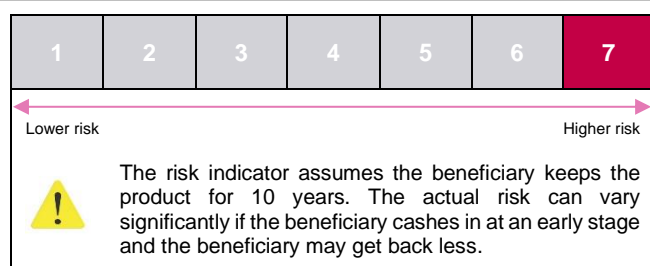 1 2 3 4 5 6 7
Lower risk Higher risk
The risk indicator assumes the beneficiary keeps the
product for 10 years. The actual risk can vary
significantly if the beneficiary cashes in at an early stage
and the beneficiary may get back less.